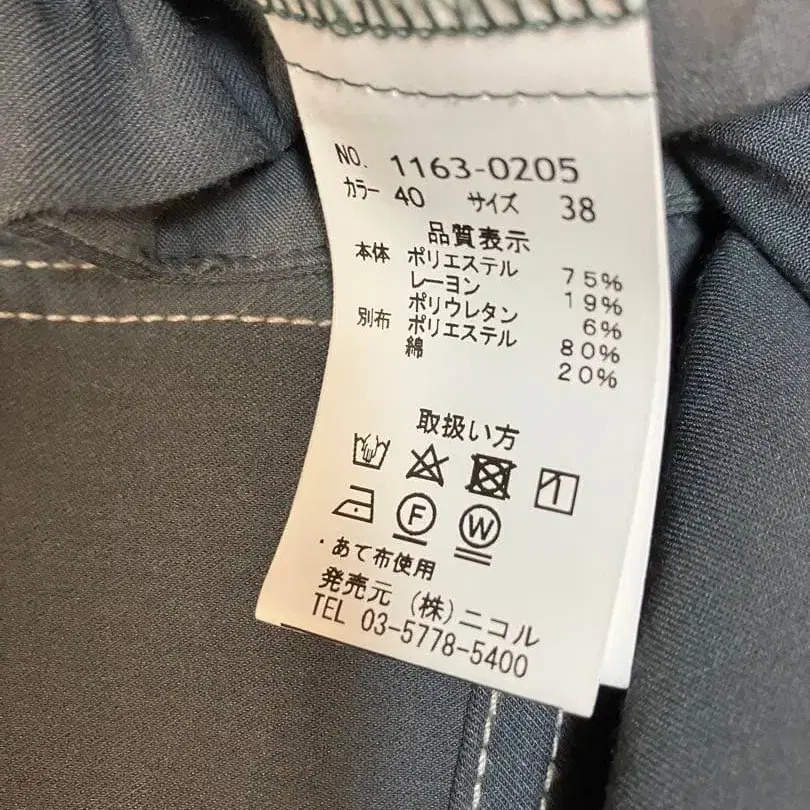 NO. 1163-0205
カラー 40 サイズ 38
品質表示
本体 ポリエステル 75%
レーヨン 19%
ポリウレタン 6%
別布 ポリエステル 80%
綿 20%
取扱い方
F W
・あて布使用
発売元 (株)ニコル
TEL 03-5778-5400